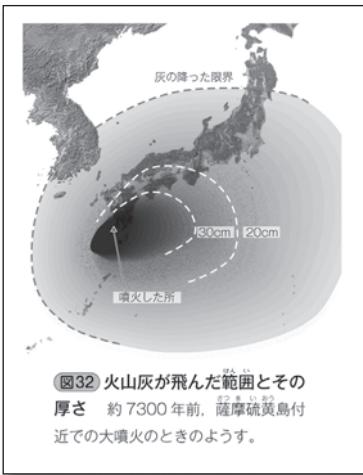 灰の降った限界
30cm
20cm
噴火した所
図32 火山灰が飛んだ範囲とその
厚さ 約7300年前，薩摩硫黄島付
近での大噴火のときのようす。